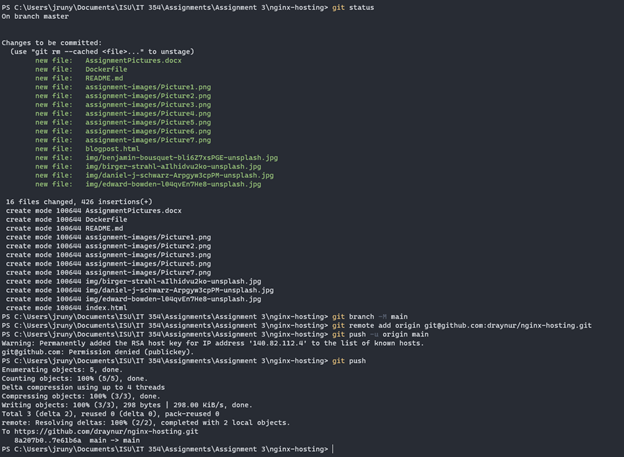 PS C:\Users\jruny\Documents\ISU\IT 354\Assignments\Assignment 3\nginx-hosting> git status
On branch master
Changes to be committed:
(use "git rm --cached <file>..." to unstage)
new file: AssignmentPictures.docx
new file: Dockerfile
new file: README.md
new file: assignment-images/Picture1.png
new file: assignment-images/Picture2.png
new file: assignment-images/Picture3.png
new file: assignment-images/Picture4.png
new file: assignment-images/Picture5.png
new file: assignment-images/Picture6.png
new file: assignment-images/Picture7.png
new file: blogpost.html
new file: img/benjamin-bousquet-bli6Z7xsPGE-unsplash.jpg
new file: img/birger-strahl-aIlhidvu2ko-unsplash.jpg
new file: img/daniel-j-schwarz-Arpgyw3cpPM-unsplash.jpg
new file: img/edward-bowden-l04qvEn7He8-unsplash.jpg
16 files changed, 426 insertions(+)
create mode 100644 AssignmentPictures.docx
create mode 100644 Dockerfile
create mode 100644 README.md
create mode 100644 assignment-images/Picture1.png
create mode 100644 assignment-images/Picture2.png
create mode 100644 assignment-images/Picture3.png
create mode 100644 assignment-images/Picture4.png
create mode 100644 assignment-images/Picture5.png
create mode 100644 assignment-images/Picture7.png
create mode 100644 img/birger-strahl-aIlhidvu2ko-unsplash.jpg
create mode 100644 img/daniel-j-schwarz-Arpgyw3cpPM-unsplash.jpg
create mode 100644 img/edward-bowden-l04qvEn7He8-unsplash.jpg
create mode 100644 index.html
PS C:\Users\jruny\Documents\ISU\IT 354\Assignments\Assignment 3\nginx-hosting> git branch -M main
PS C:\Users\jruny\Documents\ISU\IT 354\Assignments\Assignment 3\nginx-hosting> git remote add origin git@github.com:draynur/nginx-hosting.git
PS C:\Users\jruny\Documents\ISU\IT 354\Assignments\Assignment 3\nginx-hosting> git push -u origin main
Warning: Permanently added the RSA host key for IP address '140.82.112.4' to the list of known hosts.
git@github.com: Permission denied (publickey).
PS C:\Users\jruny\Documents\ISU\IT 354\Assignments\Assignment 3\nginx-hosting> git push
Enumerating objects: 5, done.
Counting objects: 100% (5/5), done.
Delta compression using up to 4 threads
Compressing objects: 100% (3/3), done.
Writing objects: 100% (3/3), 298 bytes | 298.00 KiB/s, done.
Total 3 (delta 2), reused 0 (delta 0), pack-reused 0
remote: Resolving deltas: 100% (2/2), completed with 2 local objects.
To https://github.com/draynur/nginx-hosting.git
8a207b0..7e61b6a main -> main
PS C:\Users\jruny\Documents\ISU\IT 354\Assignments\Assignment 3\nginx-hosting>